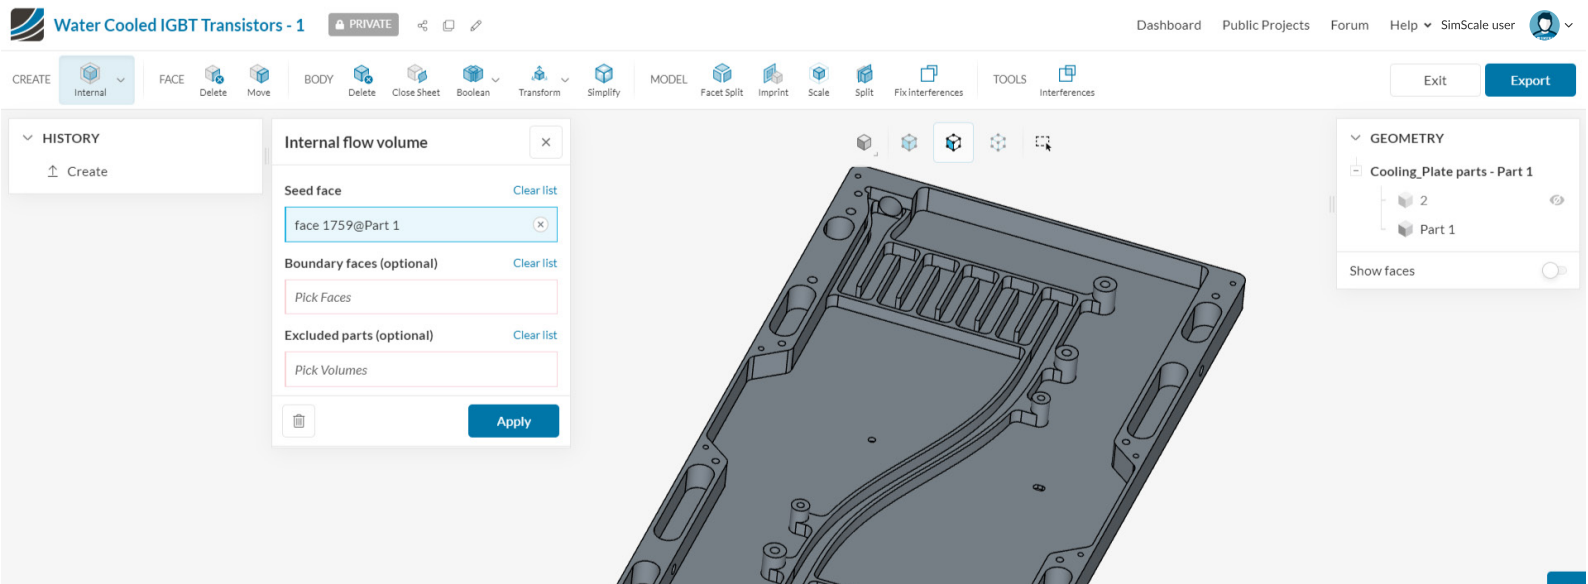 Water Cooled IGBT Transistors - 1
PRIVATE
Dashboard
Public Projects
Forum
Help
SimScale user
CREATE
Internal
FACE
Delete
Move
BODY
Delete
Close Sheet
Boolean
Transform
Simplify
MODEL
Facet Split
Imprint
Scale
Split
Fix interferences
TOOLS
Interferences
Exit
Export
HISTORY
Create
Internal flow volume
Seed face
Clear list
face 1759@Part 1
Boundary faces (optional)
Clear list
Pick Faces
Excluded parts (optional)
Clear list
Pick Volumes
Apply
GEOMETRY
Cooling_Plate parts - Part 1
2
Part 1
Show faces